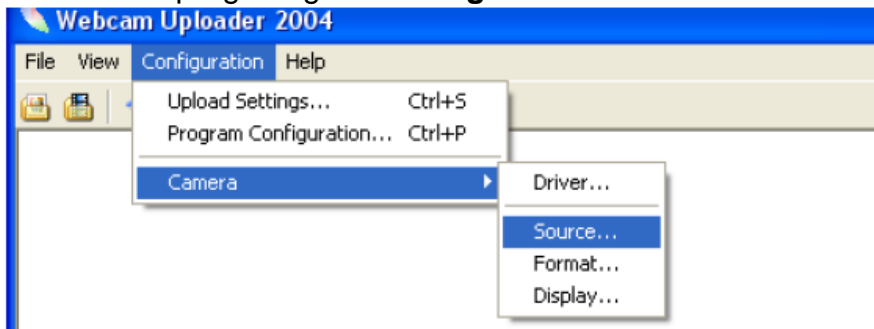 Webcam Uploader 2004
File View Configuration Help
Upload Settings... Ctrl+S
Program Configuration... Ctrl+P
Camera
Driver...
Source...
Format...
Display...